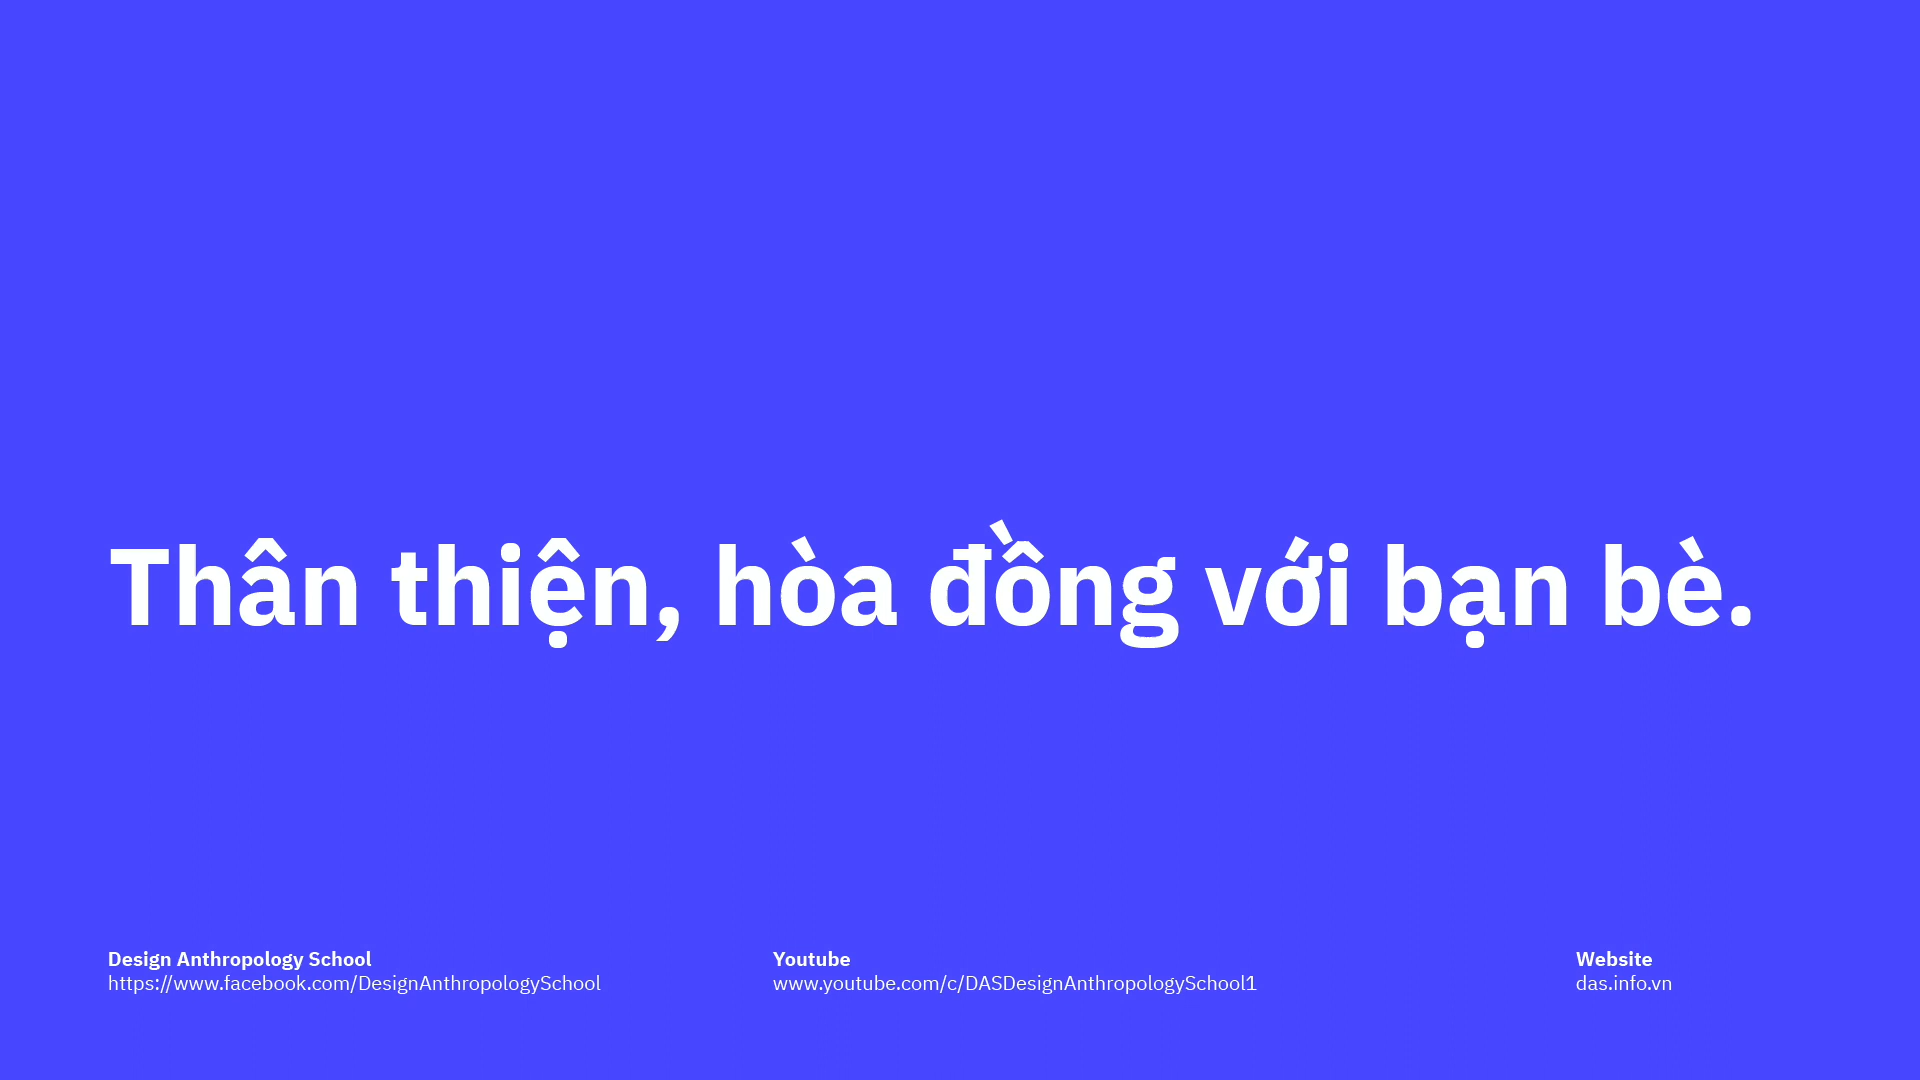 Thân thiện, hòa đồng với bạn bè.
Design Anthropology School
https://www.facebook.com/DesignAnthropologySchool
Youtube
www.youtube.com/c/DASDesignAnthropologySchool1
Website
das.info.vn